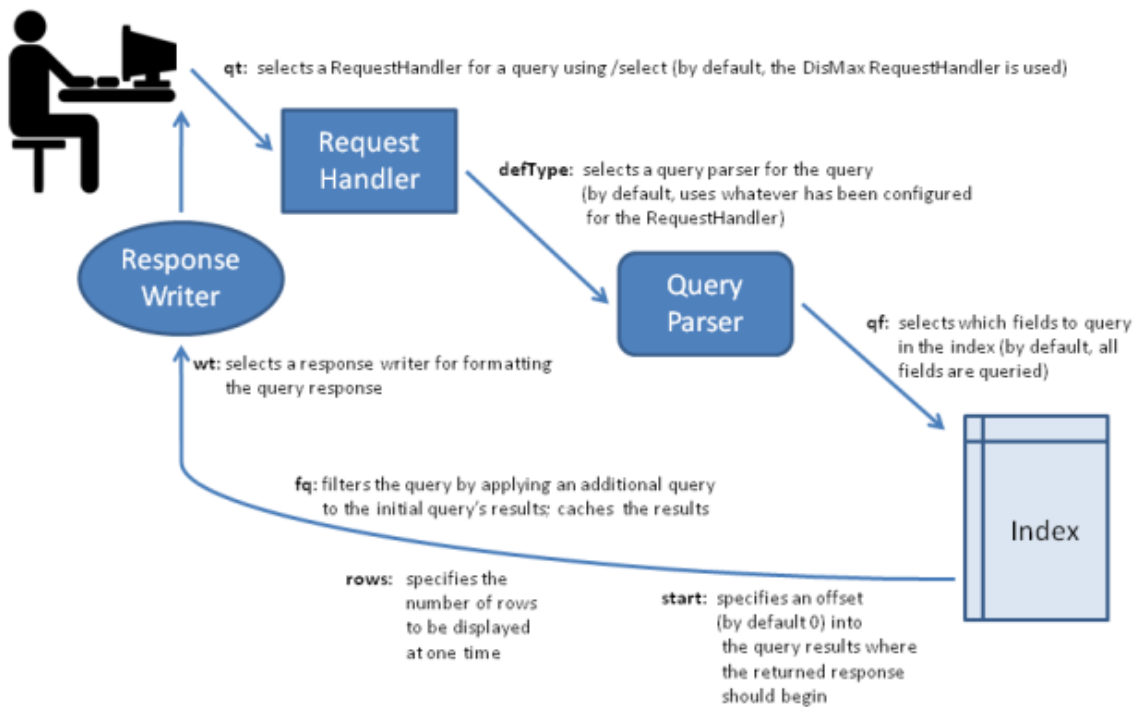 qt: selects a RequestHandler for a query using /select (by default, the DisMax RequestHandler is used)
Request
Handler
defType: selects a query parser for the query
(by default, uses whatever has been configured
for the RequestHandler)
Response
Writer
Query
Parser
qf: selects which fields to query
in the index (by default, all
fields are queried)
wt: selects a response writer for formatting
the query response
fq: filters the query by applying an additional query
to the initial query's results; caches the results
Index
rows: specifies the
number of rows
to be displayed
at one time
start: specifies an offset
(by default 0) into
the query results where
the returned response
should begin